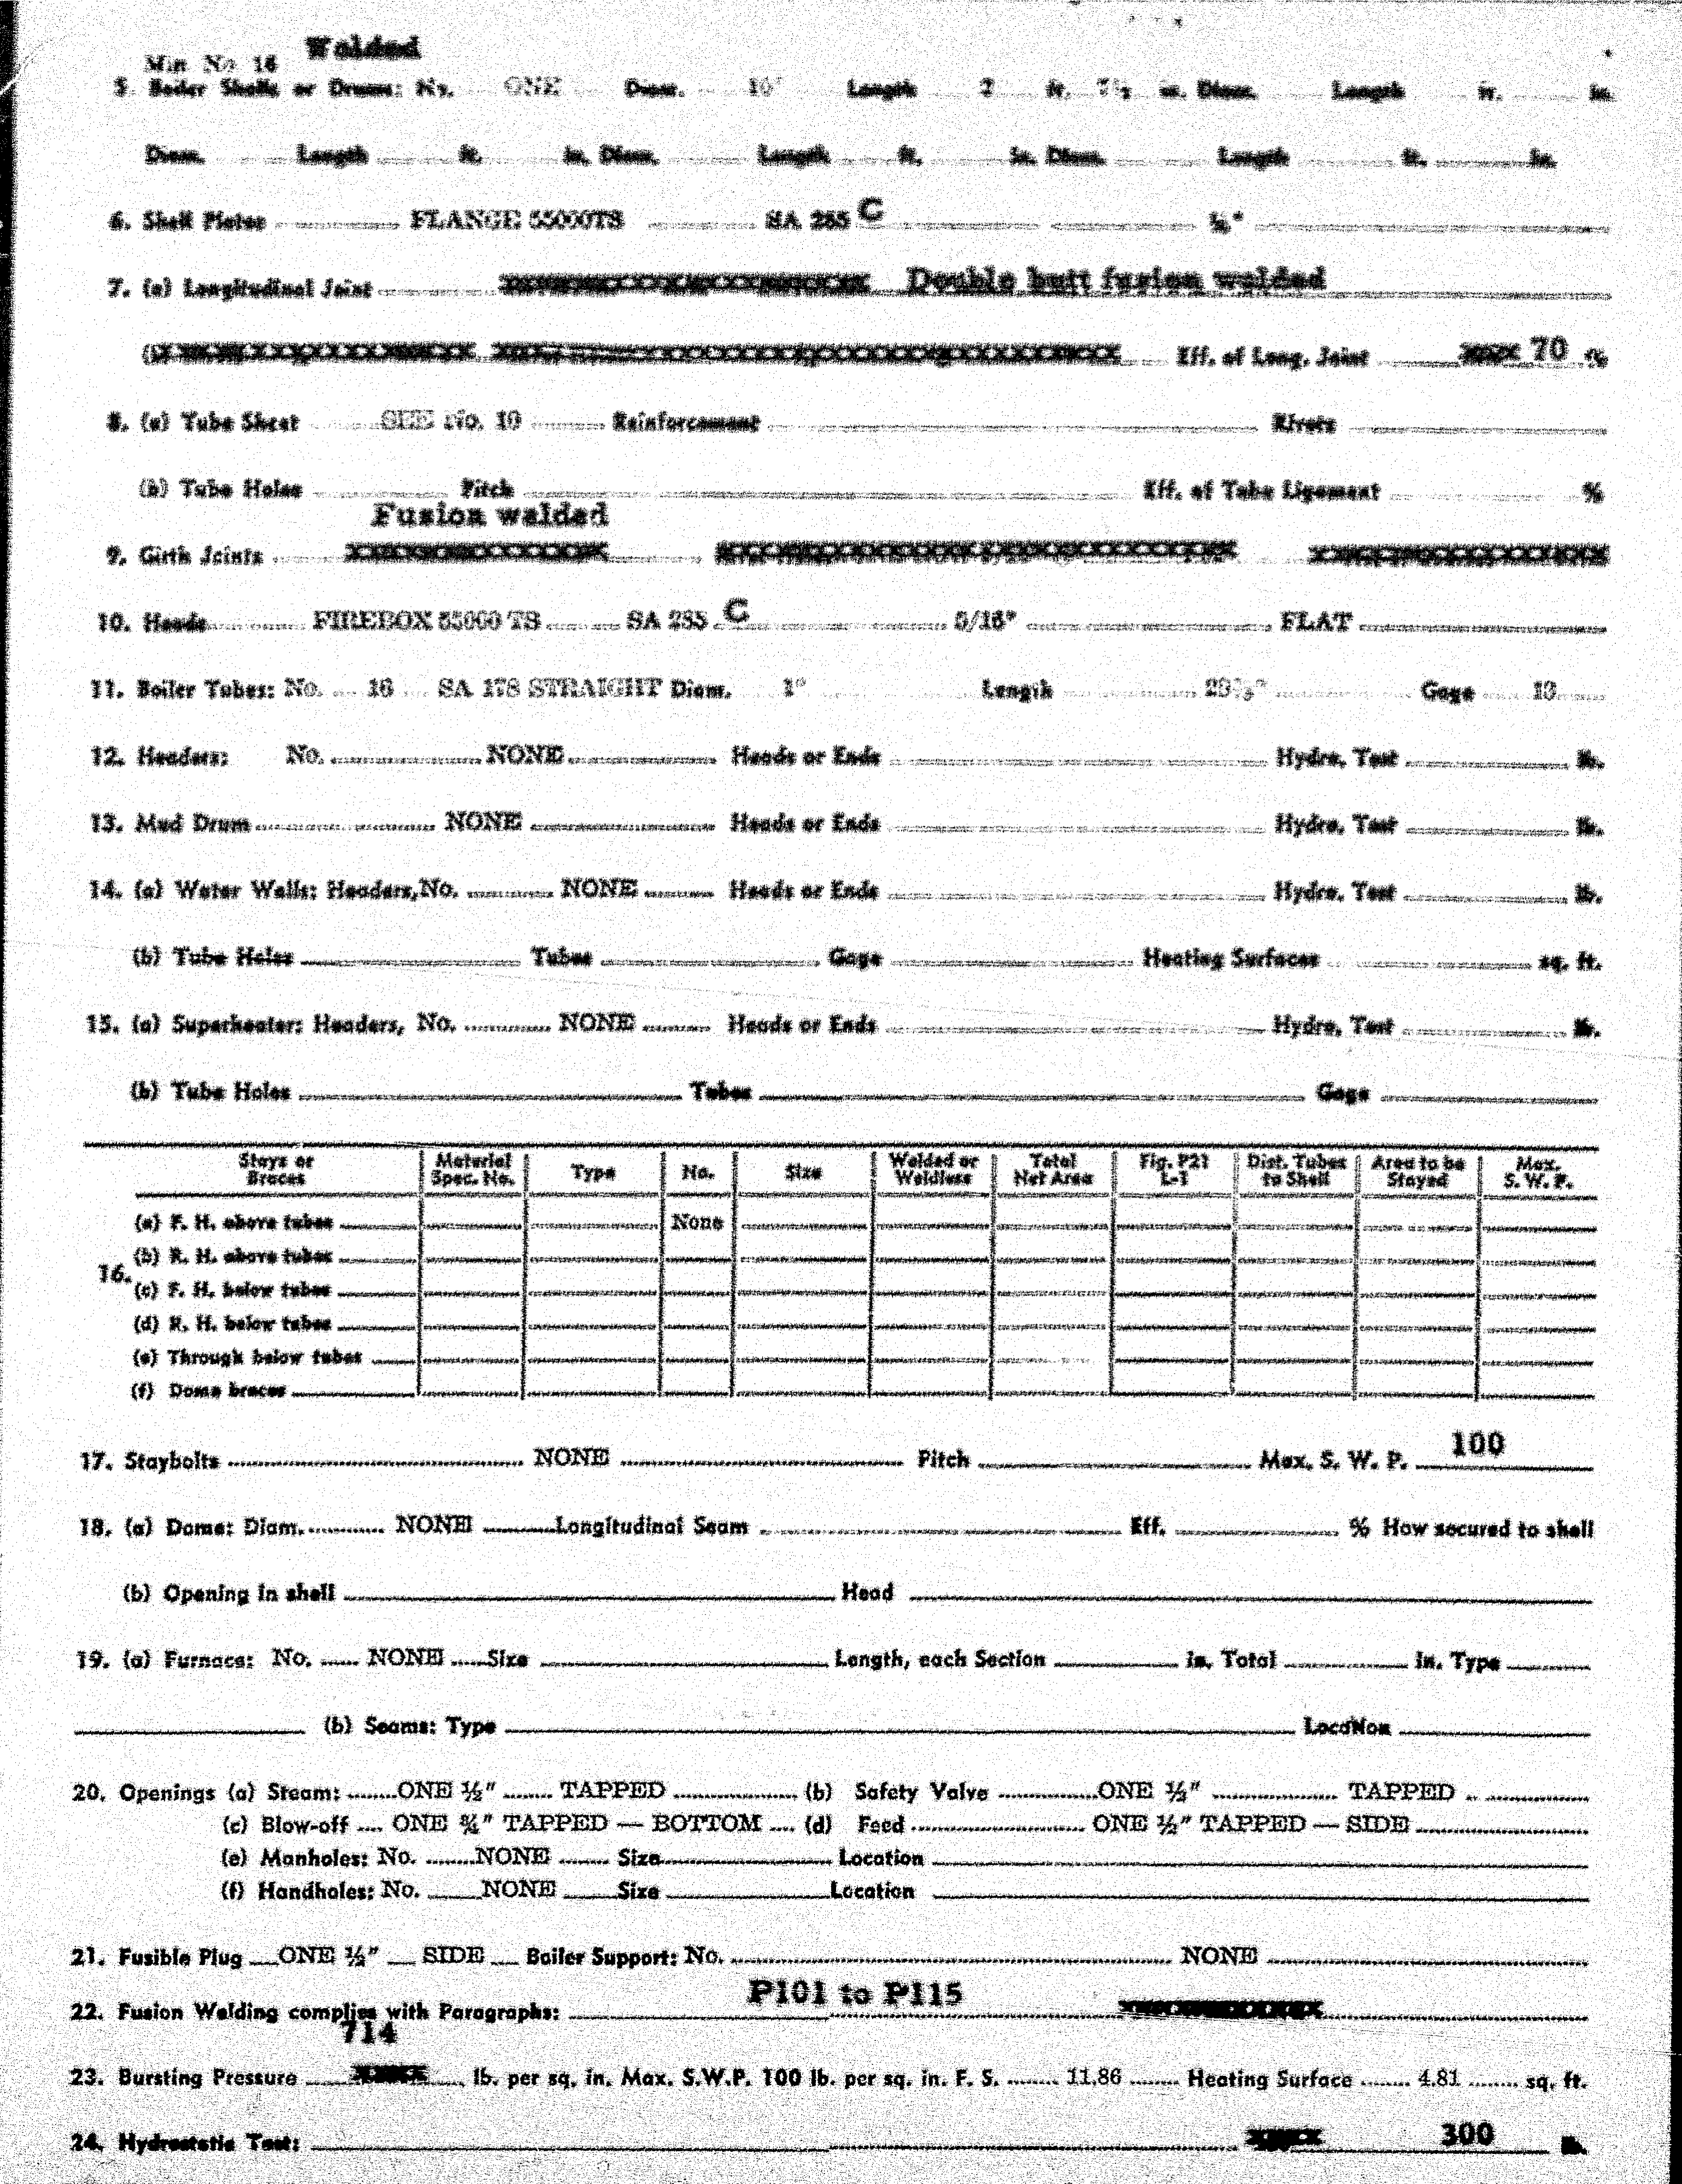 Welded
Min No 16
5. Boiler Shells or Drums: No. ONE Diam. 10" Length 2 ft. 7½ in. Diam. Length ft. in.
Diam. Length ft. in. Diam. Length ft. in. Diam. Length ft. in.
6. Shell Plates FLANGE 55000TS SA 285 C ¼"
7. (a) Longitudinal Joint Double butt fusion welded
Eff. of Long. Joint 70 %
8. (a) Tube Sheet SEE No. 10 Reinforcement Rivets
(b) Tube Holes Pitch Eff. of Tube Ligament %
Fusion welded
9. Girth Joints
10. Heads FIREBOX 55000 TS SA 285 C 5/16" FLAT
11. Boiler Tubes: No. 16 SA 178 STRAIGHT Diam. 1" Length Gage 13
12. Headers: No. NONE Heads or Ends Hydro. Test lb.
13. Mud Drum NONE Heads or Ends Hydro. Test lb.
14. (a) Water Walls: Headers, No. NONE Heads or Ends Hydro. Test lb.
(b) Tube Holes Tubes Gage Heating Surfaces sq. ft.
15. (a) Superheater: Headers, No. NONE Heads or Ends Hydro. Test lb.
(b) Tube Holes Tubes Gage
Stays or Braces Material Spec. No. Type No. Size Welded or Weldless Total Net Area Fig. P21 L-1 Dist. Tubes to Shell Area to be Stayed Max. S. W. P.
(a) F. H. above tubes None
(b) R. H. above tubes
16.
(c) F. H. below tubes
(d) R. H. below tubes
(e) Through below tubes
(f) Dome braces
17. Staybolts NONE Pitch Max. S. W. P. 100
18. (a) Dome: Diam. NONE Longitudinal Seam Eff. % How secured to shell
(b) Opening in shell Head
19. (a) Furnace: No. NONE Size Length, each Section in. Total In. Type
(b) Seams: Type Location
20. Openings (a) Steam: ONE ½" TAPPED (b) Safety Valve ONE ½" TAPPED
(c) Blow-off ONE ¾" TAPPED — BOTTOM (d) Feed ONE ½" TAPPED — SIDE
(e) Manholes: No. NONE Size Location
(f) Handholes: No. NONE Size Location
21. Fusible Plug ONE ½" SIDE Boiler Support: No. NONE
22. Fusion Welding complies with Paragraphs: P101 to P115
714
23. Bursting Pressure lb. per sq. in. Max. S.W.P. 100 lb. per sq. in. F. S. 11.86 Heating Surface 4.81 sq. ft.
24. Hydrostatic Test: 300 lb.